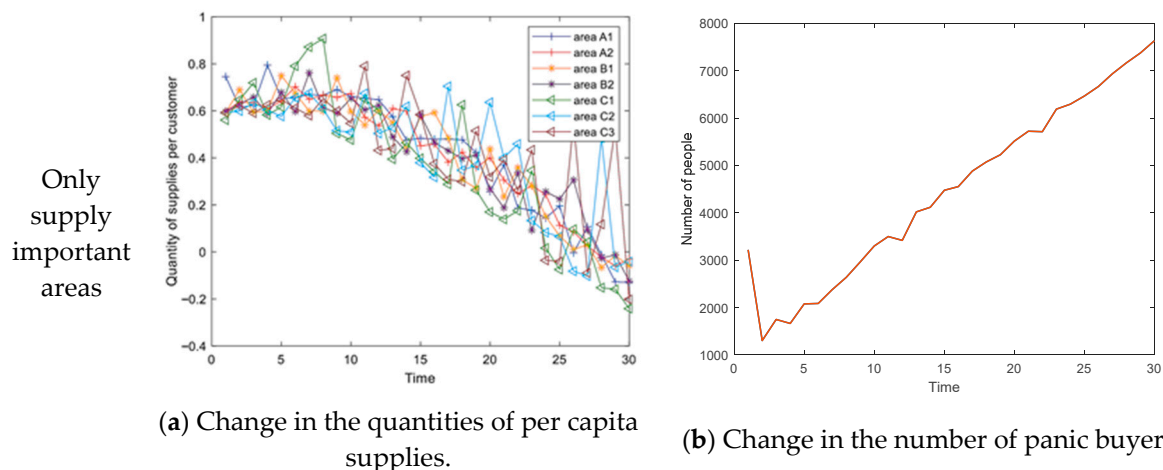 Only
supply
important
areas
1
0.8
0.6
0.4
0.2
0
−0.2
−0.4
0
5
10
15
20
25
30
Quantity of supplies per customer
Time
area A1
area A2
area B1
area B2
area C1
area C2
area C3
(a) Change in the quantities of per capita
supplies.
8000
7000
6000
5000
4000
3000
2000
1000
0
5
10
15
20
25
30
Number of people
Time
(b) Change in the number of panic buyer